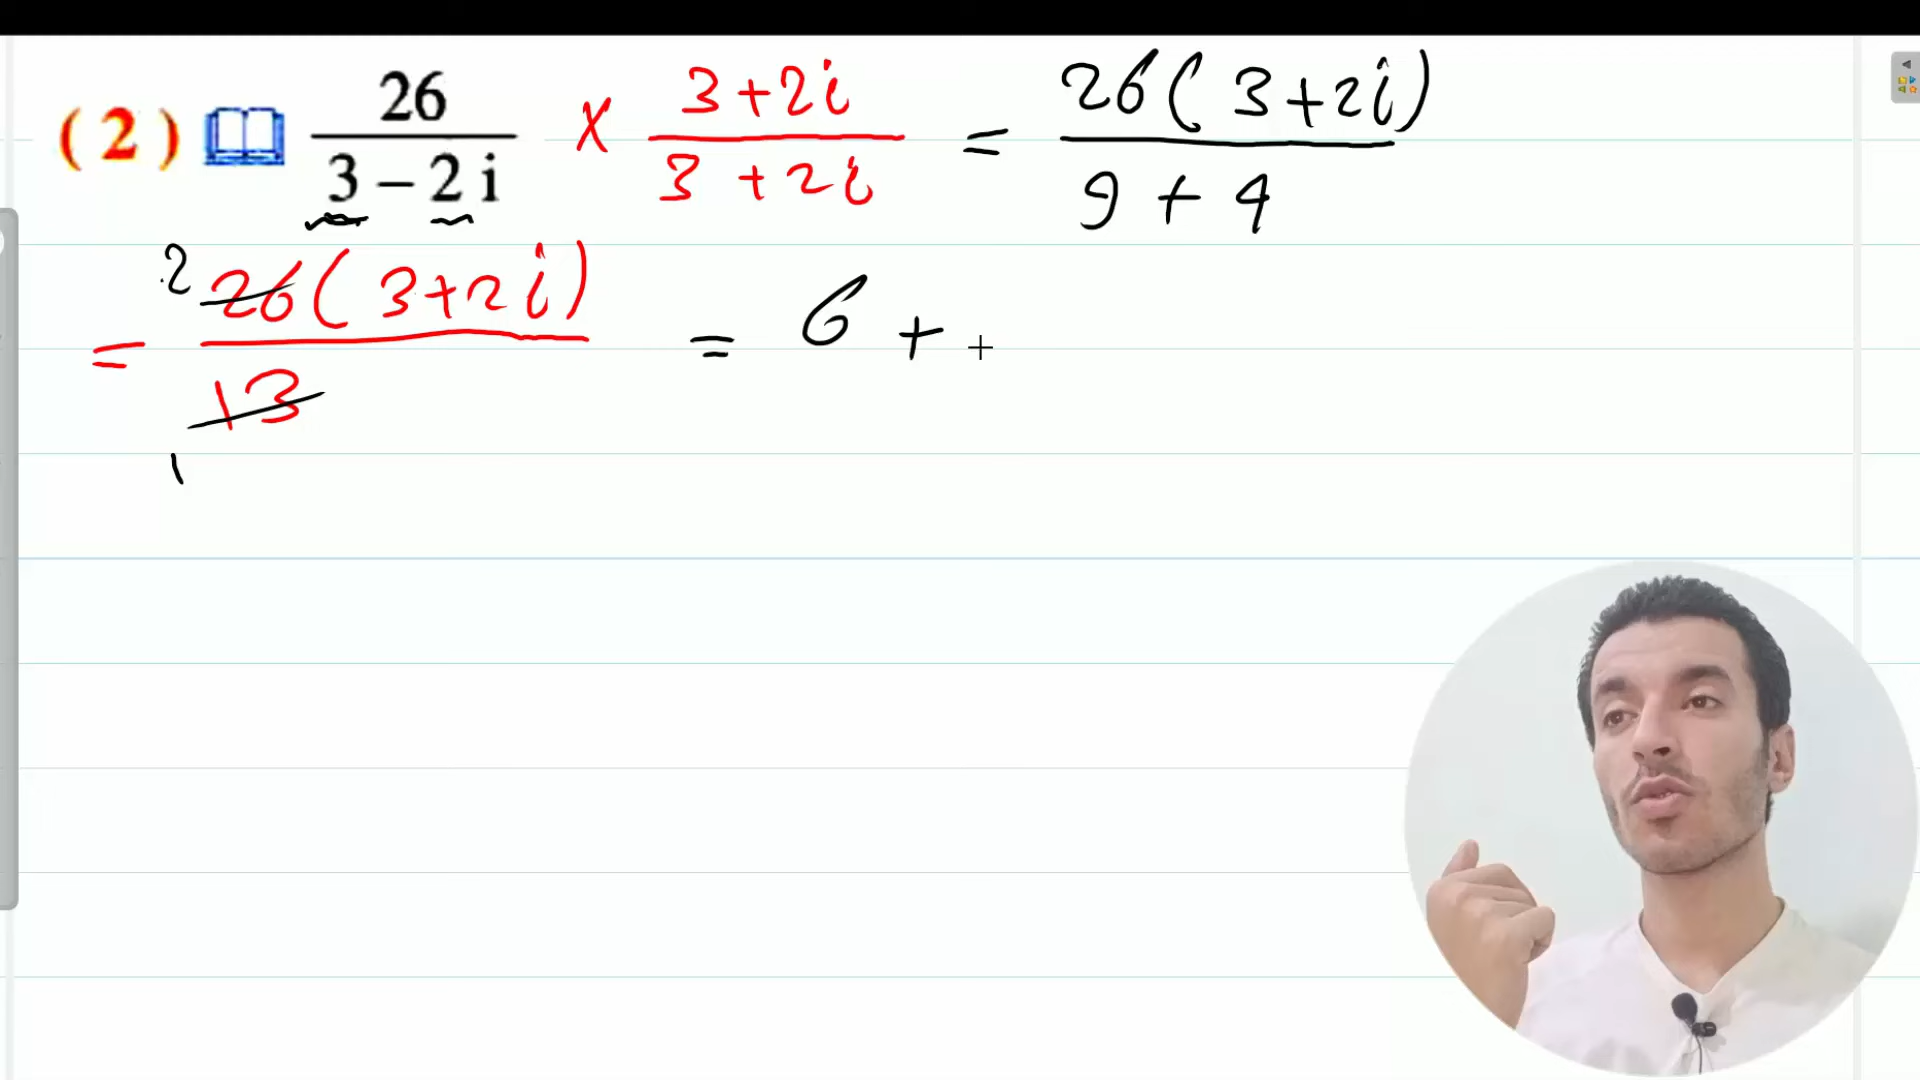 (2) 26 / (3 – 2 i) × (3+2i) / (3+2i) = 26(3+2i) / (9+4)
= 2 26(3+2i) / 13 1 = 6 +